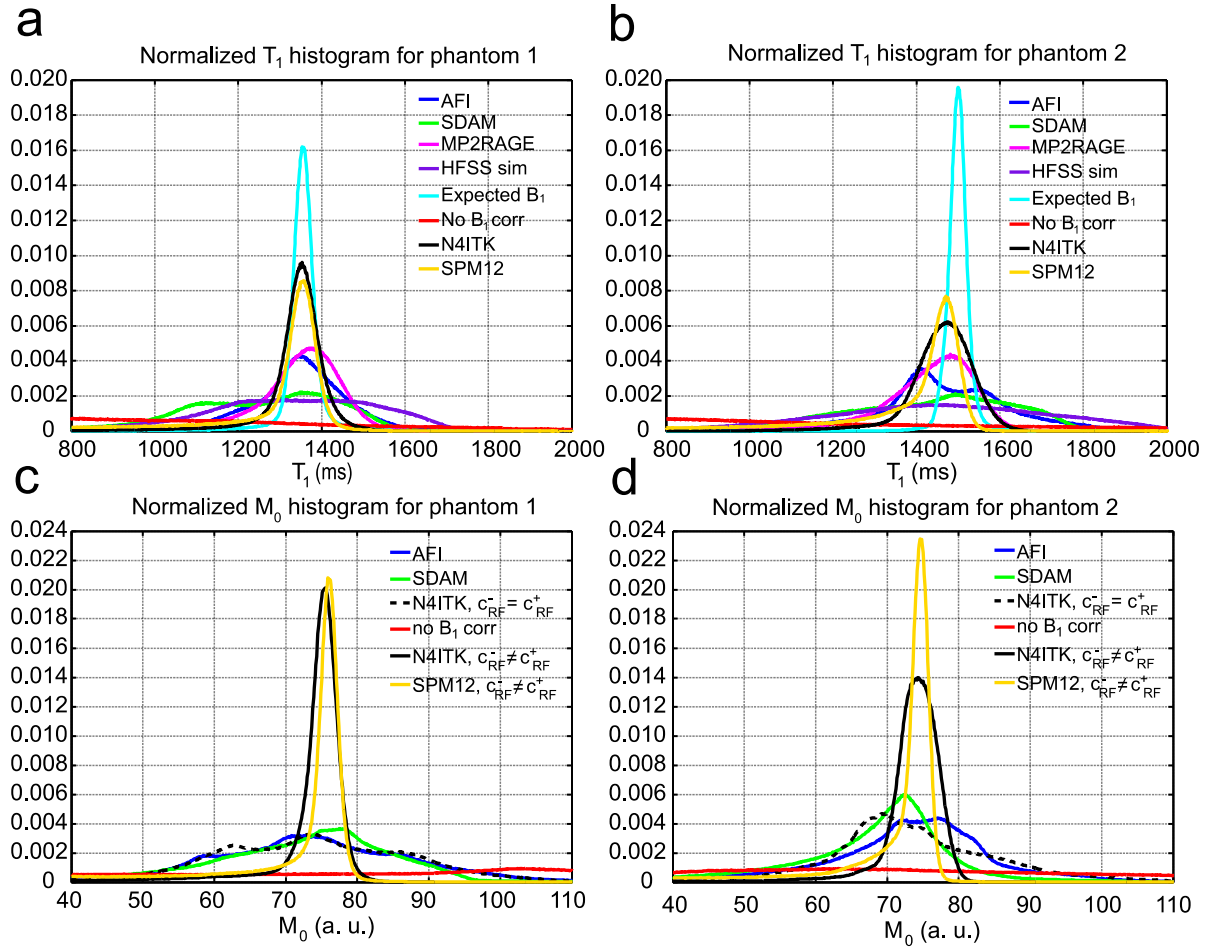 a
Normalized T₁ histogram for phantom 1
0.020
0.018
0.016
0.014
0.012
0.010
0.008
0.006
0.004
0.002
0
AFI
SDAM
MP2RAGE
HFSS sim
Expected B₁
No B₁ corr
N4ITK
SPM12
800 1000 1200 1400 1600 1800 2000
T₁ (ms)
b
Normalized T₁ histogram for phantom 2
0.020
0.018
0.016
0.014
0.012
0.010
0.008
0.006
0.004
0.002
0
AFI
SDAM
MP2RAGE
HFSS sim
Expected B₁
No B₁ corr
N4ITK
SPM12
800 1000 1200 1400 1600 1800 2000
T₁ (ms)
c
Normalized M₀ histogram for phantom 1
0.024
0.022
0.020
0.018
0.016
0.014
0.012
0.010
0.008
0.006
0.004
0.002
0
AFI
SDAM
N4ITK, c⁻RF = c⁺RF
no B₁ corr
N4ITK, c⁻RF ≠ c⁺RF
SPM12, c⁻RF ≠ c⁺RF
40 50 60 70 80 90 100 110
M₀ (a. u.)
d
Normalized M₀ histogram for phantom 2
0.024
0.022
0.020
0.018
0.016
0.014
0.012
0.010
0.008
0.006
0.004
0.002
0
AFI
SDAM
N4ITK, c⁻RF = c⁺RF
no B₁ corr
N4ITK, c⁻RF ≠ c⁺RF
SPM12, c⁻RF ≠ c⁺RF
40 50 60 70 80 90 100 110
M₀ (a. u.)